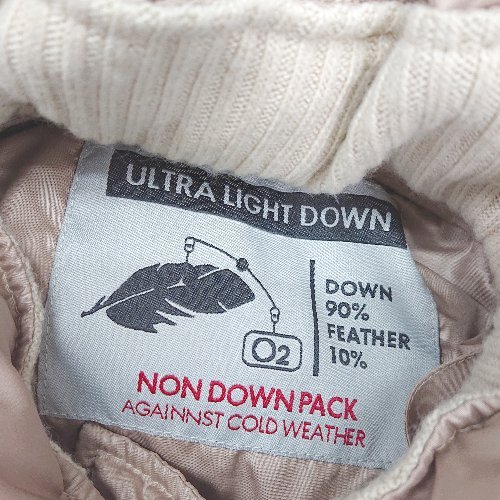 ULTRA LIGHT DOWN
DOWN
90%
FEATHER
10%
O2
NON DOWN PACK
AGAINNST COLD WEATHER